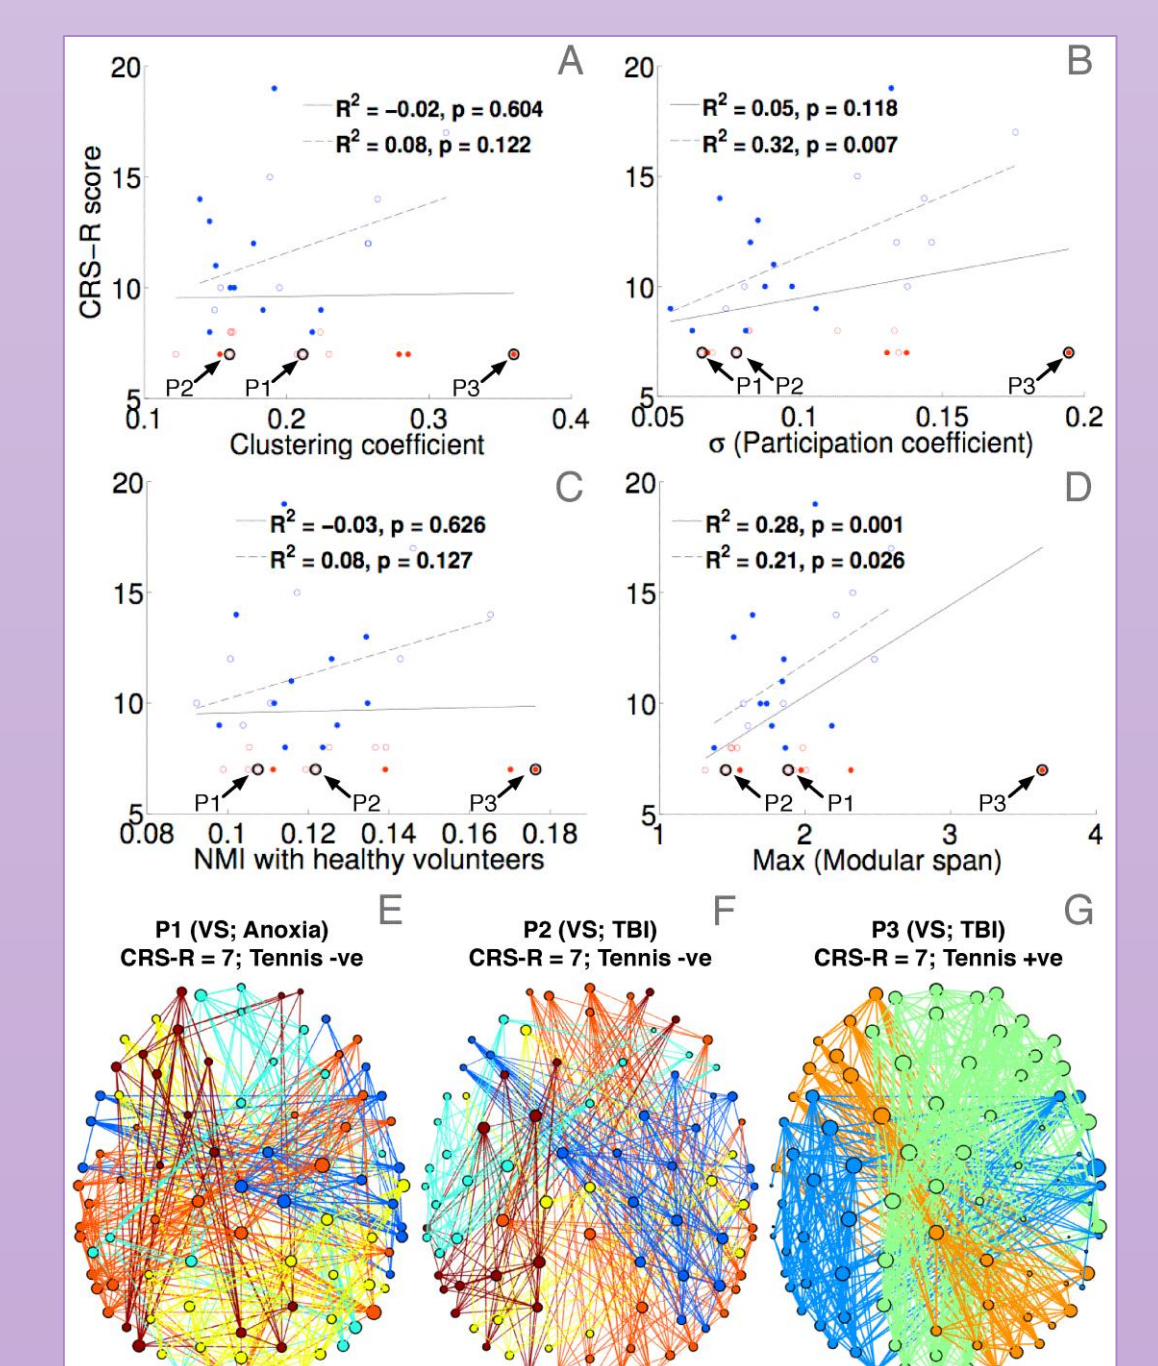 A
20
R² = −0.02, p = 0.604
R² = 0.08, p = 0.122
15
CRS−R score
10
P2
P1
P3
5
0.1
0.2
0.3
0.4
Clustering coefficient
B
20
R² = 0.05, p = 0.118
R² = 0.32, p = 0.007
15
10
P1
P2
P3
5
0.05
0.1
0.15
0.2
σ (Participation coefficient)
C
20
R² = −0.03, p = 0.626
R² = 0.08, p = 0.127
15
10
P1
P2
P3
5
0.08
0.1
0.12
0.14
0.16
0.18
NMI with healthy volunteers
D
20
R² = 0.28, p = 0.001
R² = 0.21, p = 0.026
15
10
P2
P1
P3
5
1
2
3
4
Max (Modular span)
E
P1 (VS; Anoxia)
CRS-R = 7; Tennis -ve
F
P2 (VS; TBI)
CRS-R = 7; Tennis -ve
G
P3 (VS; TBI)
CRS-R = 7; Tennis +ve